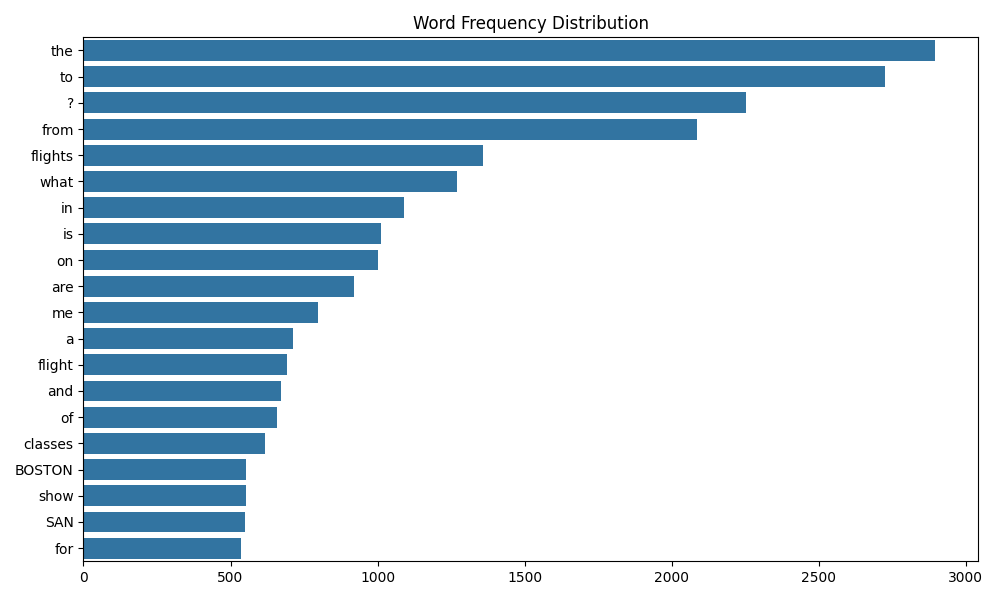 Word Frequency Distribution
the
to
?
from
flights
what
in
is
on
are
me
a
flight
and
of
classes
BOSTON
show
SAN
for
0 500 1000 1500 2000 2500 3000